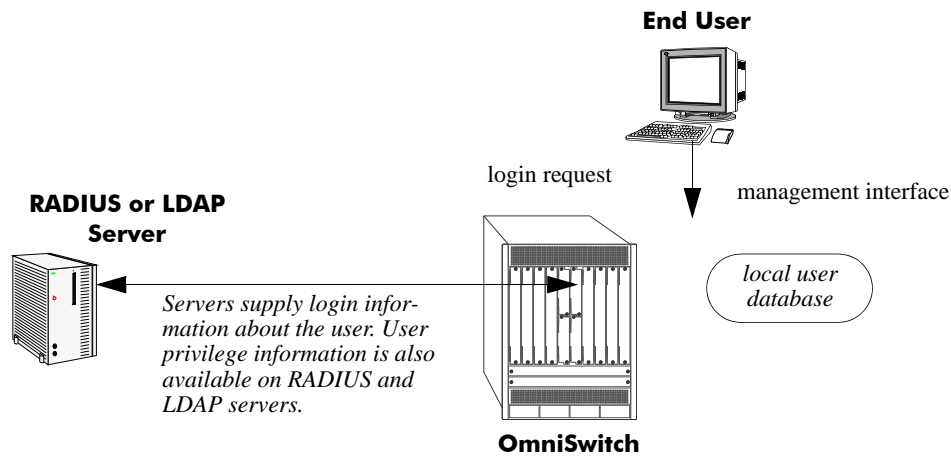 End User
login request
management interface
RADIUS or LDAP
Server
local user
database
Servers supply login infor-
mation about the user. User
privilege information is also
available on RADIUS and
LDAP servers.
OmniSwitch